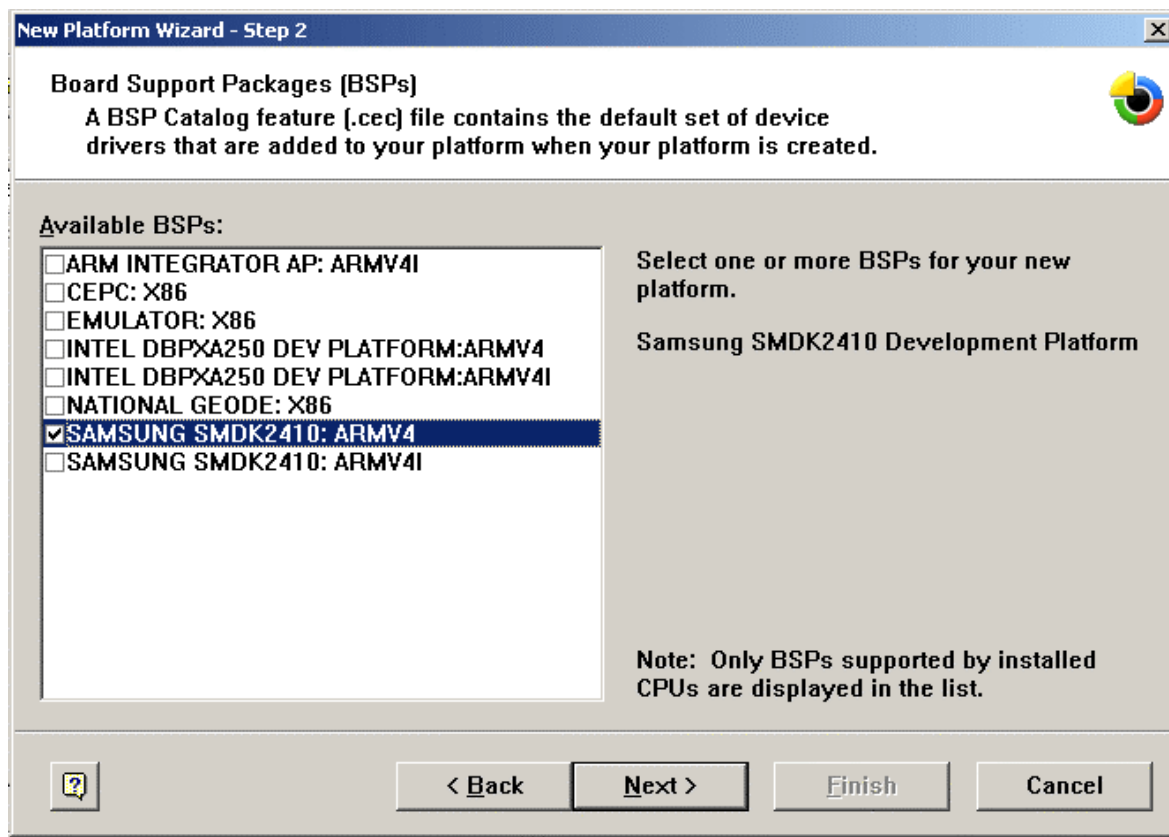 New Platform Wizard - Step 2
Board Support Packages (BSPs)
A BSP Catalog feature (.cec) file contains the default set of device
drivers that are added to your platform when your platform is created.
Available BSPs:
ARM INTEGRATOR AP: ARMV4I
CEPC: X86
EMULATOR: X86
INTEL DBPXA250 DEV PLATFORM:ARMV4
INTEL DBPXA250 DEV PLATFORM:ARMV4I
NATIONAL GEODE: X86
SAMSUNG SMDK2410: ARMV4
SAMSUNG SMDK2410: ARMV4I
Select one or more BSPs for your new
platform.
Samsung SMDK2410 Development Platform
Note: Only BSPs supported by installed
CPUs are displayed in the list.
? < Back Next > Finish Cancel